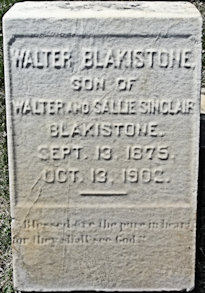 WALTER BLAKISTONE,
SON OF
WALTER AND SALLIE SINCLAIR
BLAKISTONE.
SEPT. 13, 1875.
OCT. 13, 1902.
Blessed are the pure in heart,
for they shall see God."